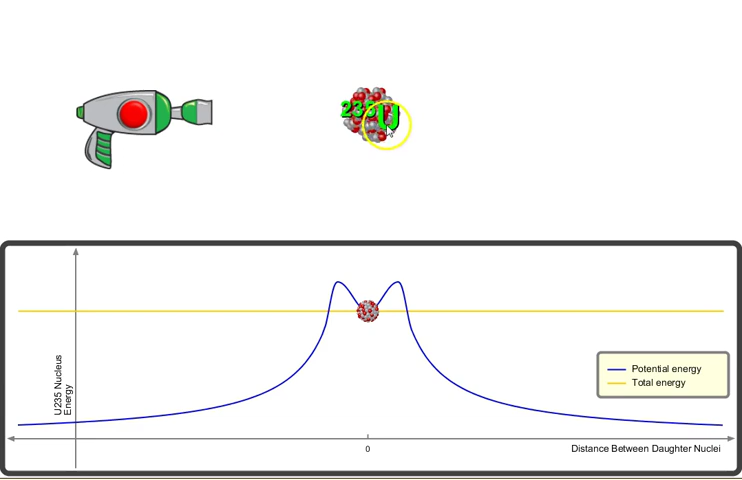 235U
U235 Nucleus
Energy
Potential energy
Total energy
0
Distance Between Daughter Nuclei